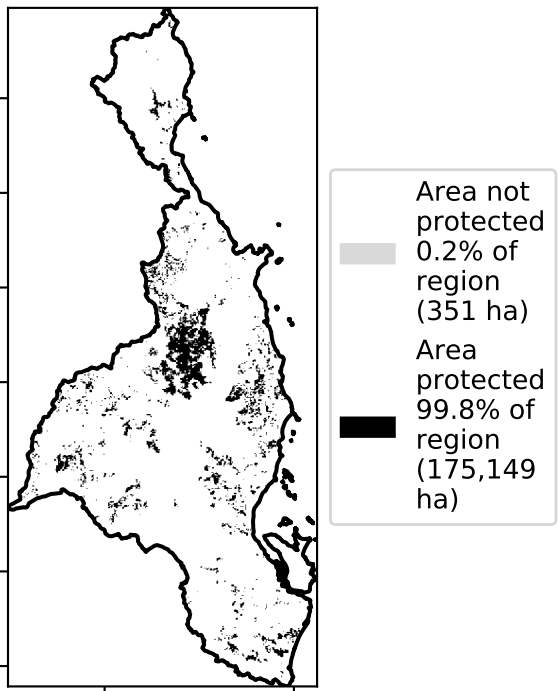 Area not
protected
0.2% of
region
(351 ha)
Area
protected
99.8% of
region
(175,149
ha)